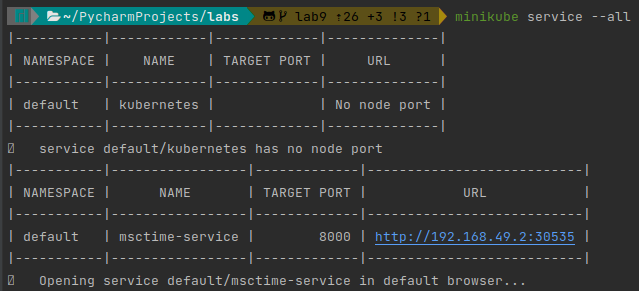 ~/PycharmProjects/labs lab9 ↑26 +3 !3 ?1 minikube service --all
|-----------|------------|-------------|--------------|
| NAMESPACE |    NAME    | TARGET PORT |     URL      |
|-----------|------------|-------------|--------------|
| default   | kubernetes |             | No node port |
|-----------|------------|-------------|--------------|
service default/kubernetes has no node port
|-----------|-----------------|-------------|---------------------------|
| NAMESPACE |      NAME       | TARGET PORT |            URL            |
|-----------|-----------------|-------------|---------------------------|
| default   | msctime-service |        8000 | http://192.168.49.2:30535 |
|-----------|-----------------|-------------|---------------------------|
Opening service default/msctime-service in default browser...